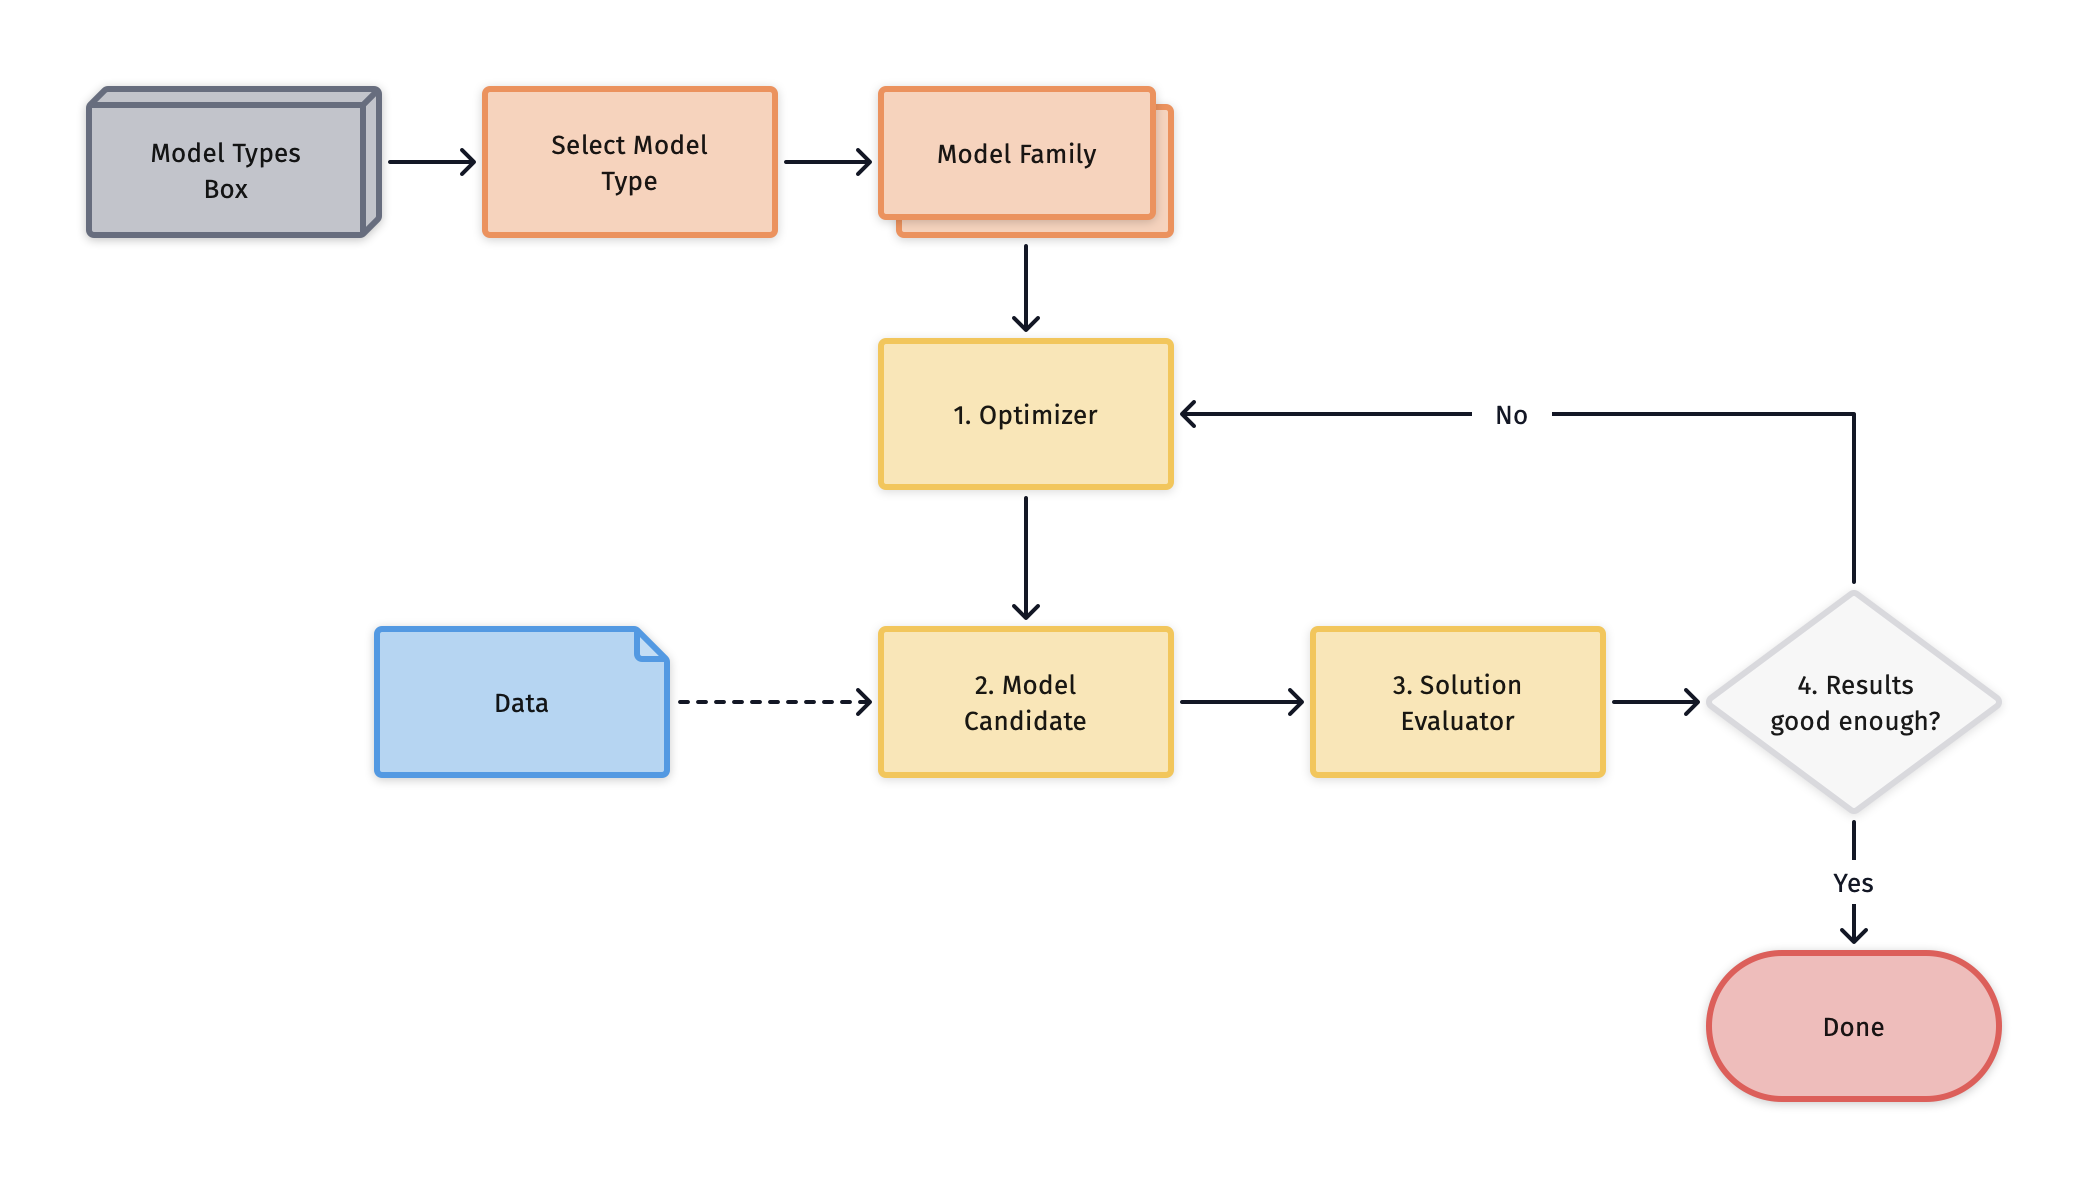 Model Types
Box
Select Model
Type
Model Family
1. Optimizer
No
Data
2. Model
Candidate
3. Solution
Evaluator
4. Results
good enough?
Yes
Done